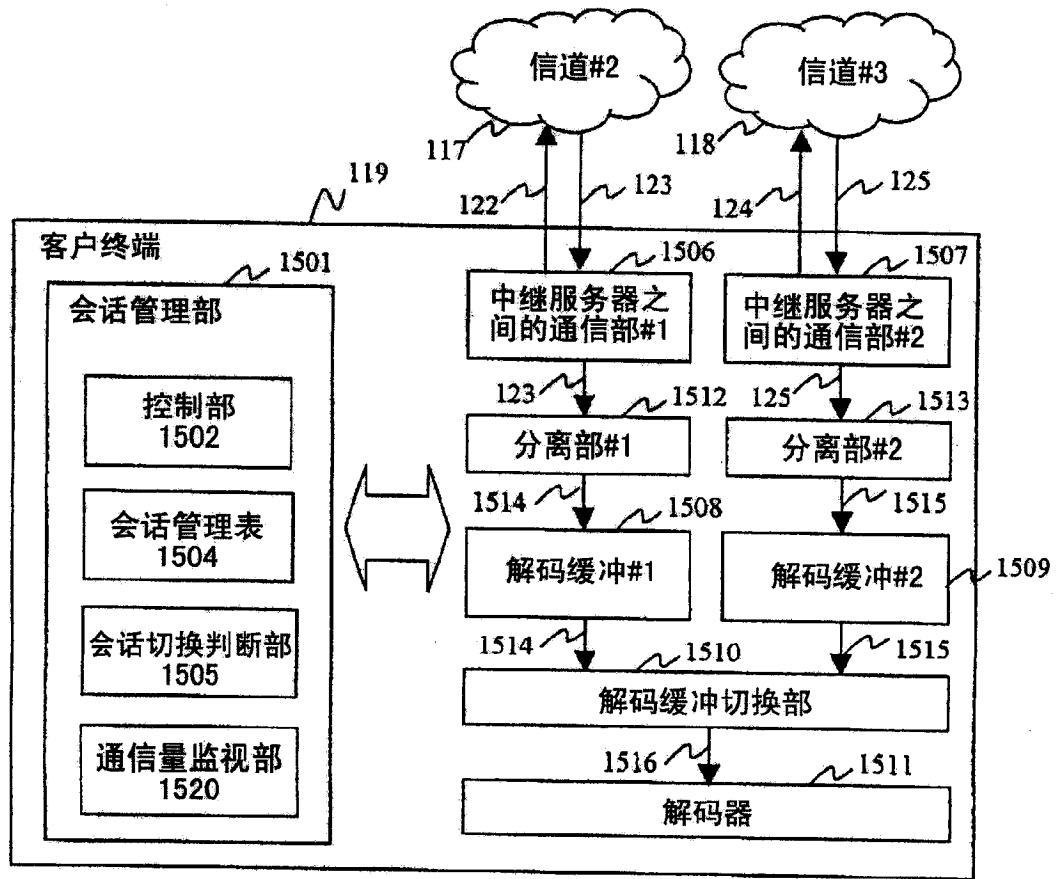 信道#2
信道#3
117
118
119
122
123
124
125
客户终端
1501
会话管理部
控制部
1502
会话管理表
1504
会话切换判断部
1505
通信量监视部
1520
1506
中继服务器之
间的通信部#1
1507
中继服务器之
间的通信部#2
123
1512
125
1513
分离部#1
分离部#2
1514
1508
1515
解码缓冲#1
解码缓冲#2
1509
1514
1510
1515
解码缓冲切换部
1516
1511
解码器